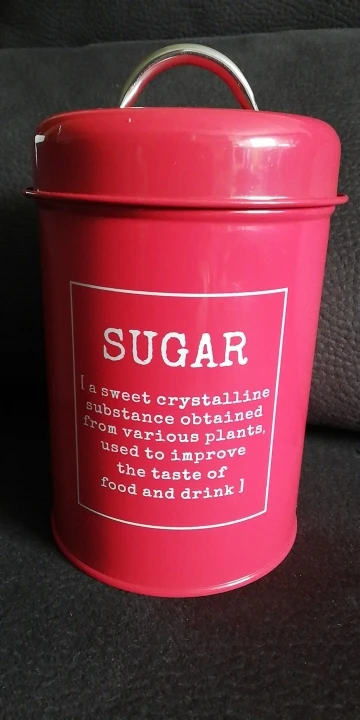 SUGAR
[ a sweet crystalline
substance obtained
from various plants,
used to improve
the taste of
food and drink ]